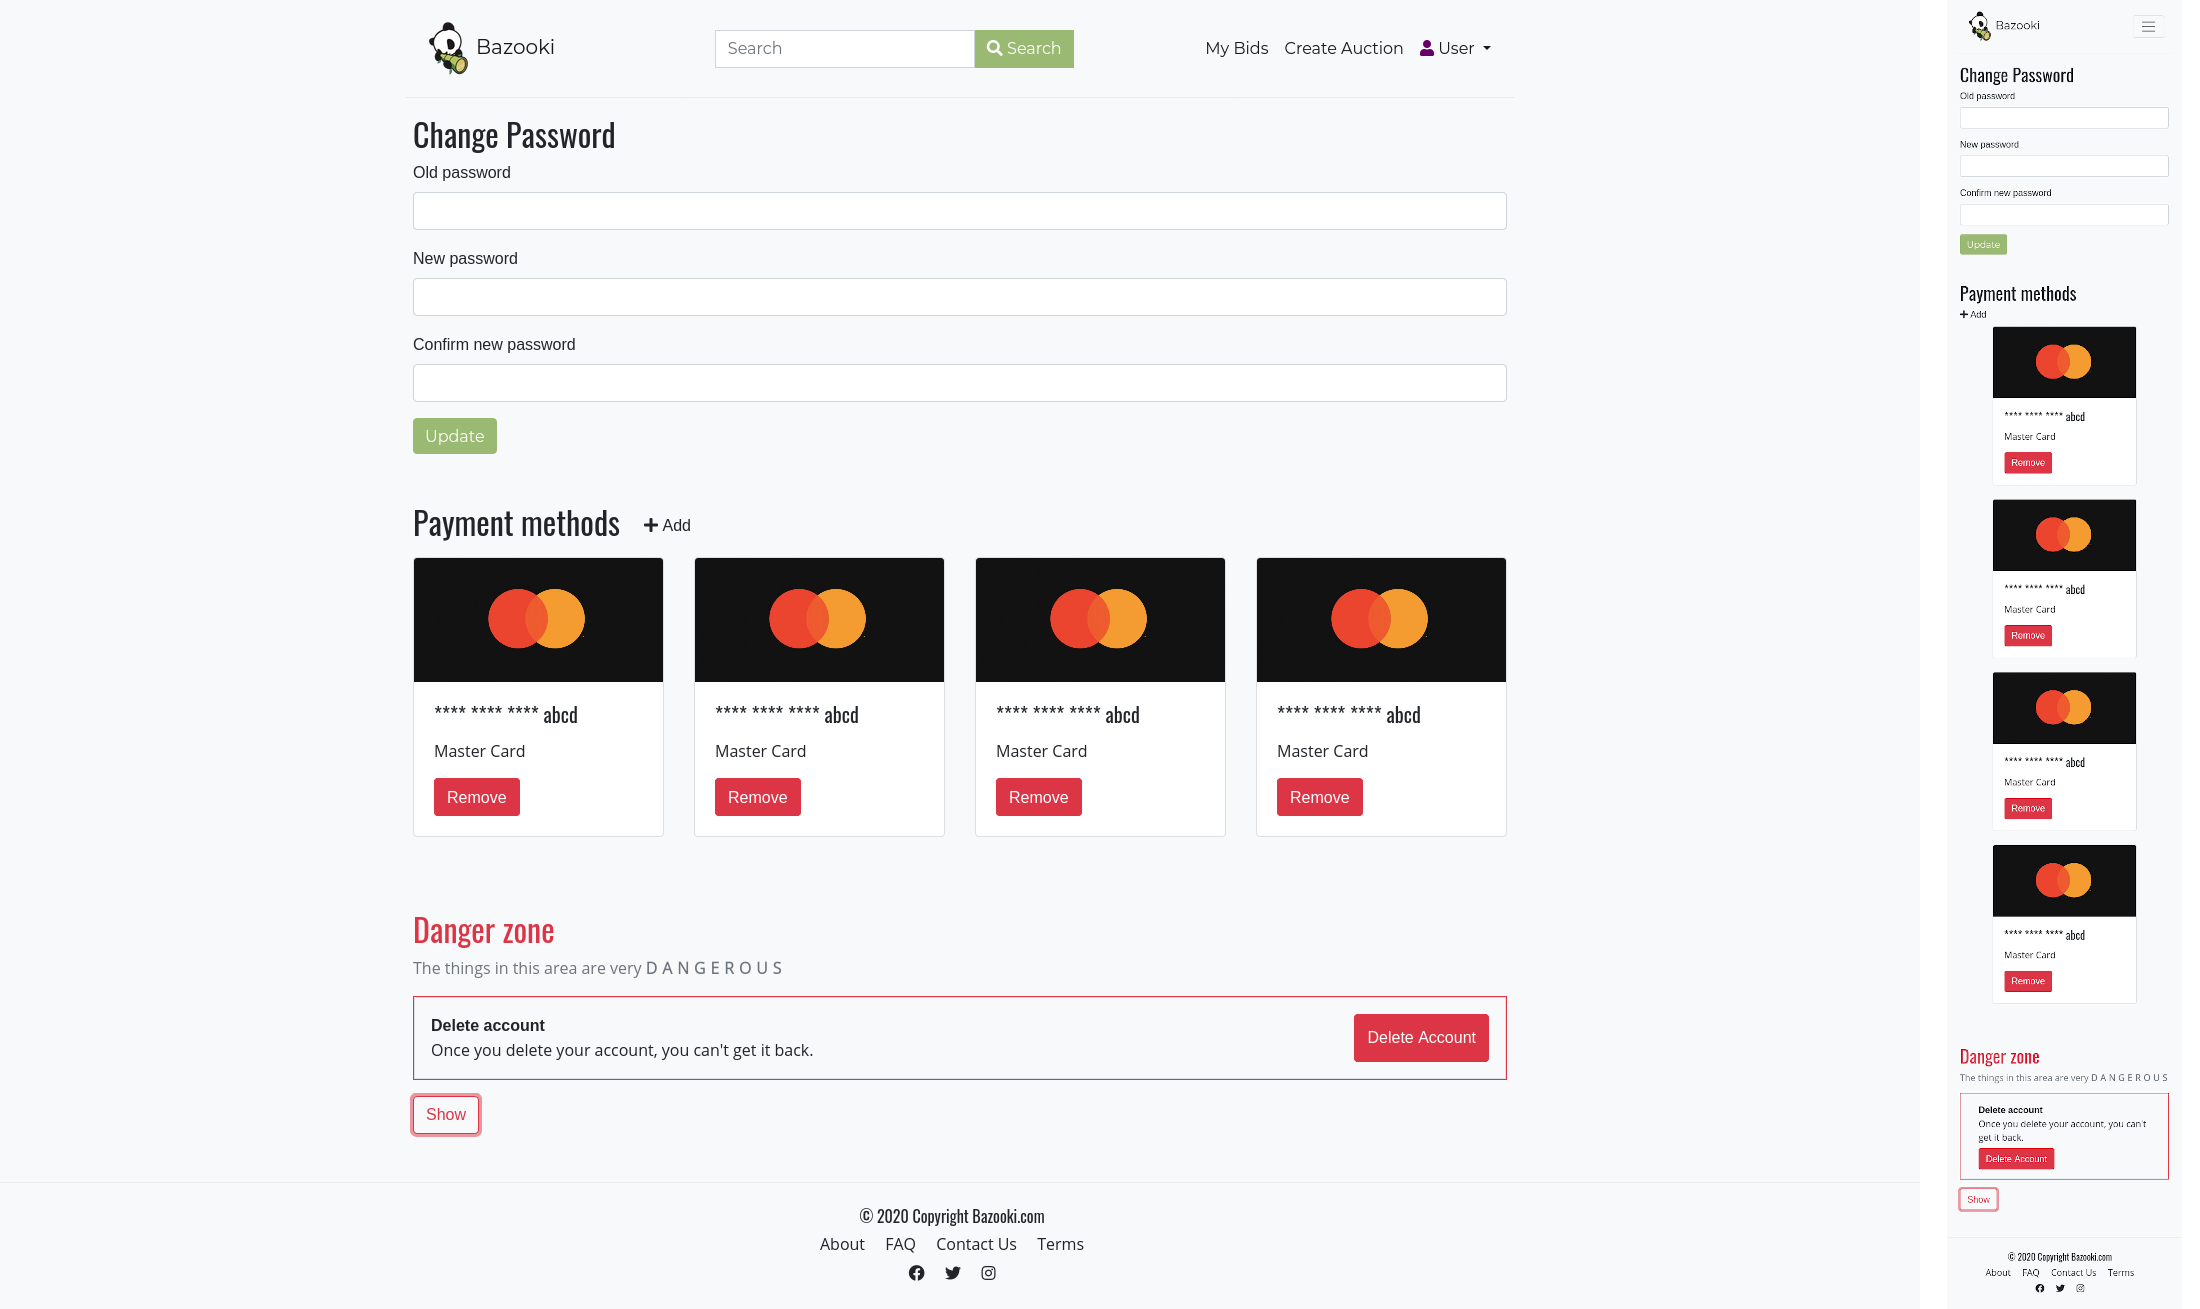 Bazooki
Search
Search
My Bids Create Auction User
Change Password
Old password
New password
Confirm new password
Update
Payment methods
Add
**** **** **** abcd
Master Card
Remove
**** **** **** abcd
Master Card
Remove
**** **** **** abcd
Master Card
Remove
**** **** **** abcd
Master Card
Remove
Danger zone
The things in this area are very D A N G E R O U S
Delete account
Once you delete your account, you can't get it back.
Delete Account
Show
© 2020 Copyright Bazooki.com
About FAQ Contact Us Terms
Bazooki
Change Password
Old password
New password
Confirm new password
Update
Payment methods
Add
**** **** **** abcd
Master Card
Remove
**** **** **** abcd
Master Card
Remove
**** **** **** abcd
Master Card
Remove
**** **** **** abcd
Master Card
Remove
Danger zone
The things in this area are very D A N G E R O U S
Delete account
Once you delete your account, you can't
get it back.
Delete Account
Show
© 2020 Copyright Bazooki.com
About FAQ Contact Us Terms